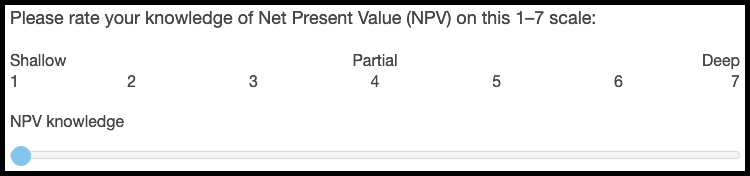 Please rate your knowledge of Net Present Value (NPV) on this 1–7 scale:
Shallow Partial Deep
1 2 3 4 5 6 7
NPV knowledge